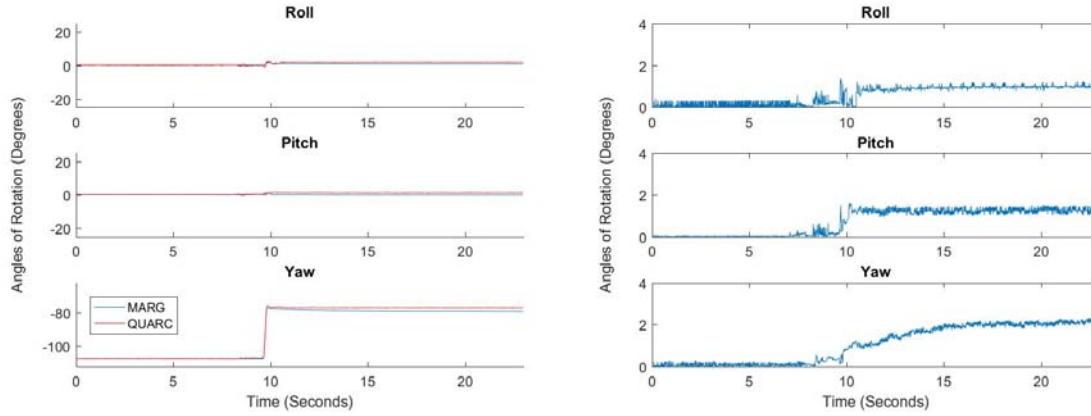 Roll
20
0
-20
0 5 10 15 20
Pitch
20
0
-20
0 5 10 15 20
Yaw
-80
-100
MARG
QUARC
0 5 10 15 20
Time (Seconds)
Angles of Rotation (Degrees)
Roll
4
2
0
0 5 10 15 20
Pitch
4
2
0
0 5 10 15 20
Yaw
4
2
0
0 5 10 15 20
Time (Seconds)
Angles of Rotation (Degrees)